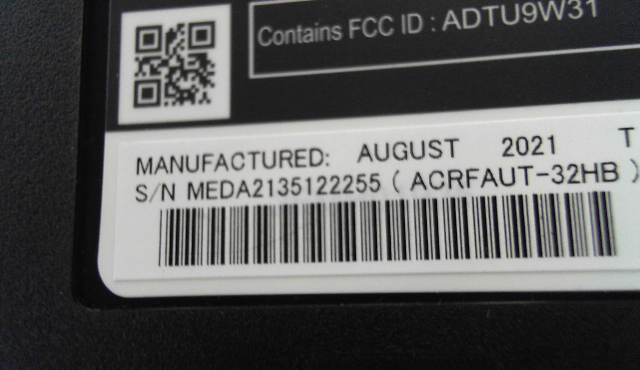 Contains FCC ID : ADTU9W31
MANUFACTURED: AUGUST 2021 T
S/N MEDA2135122255 ( ACRFAUT-32HB )